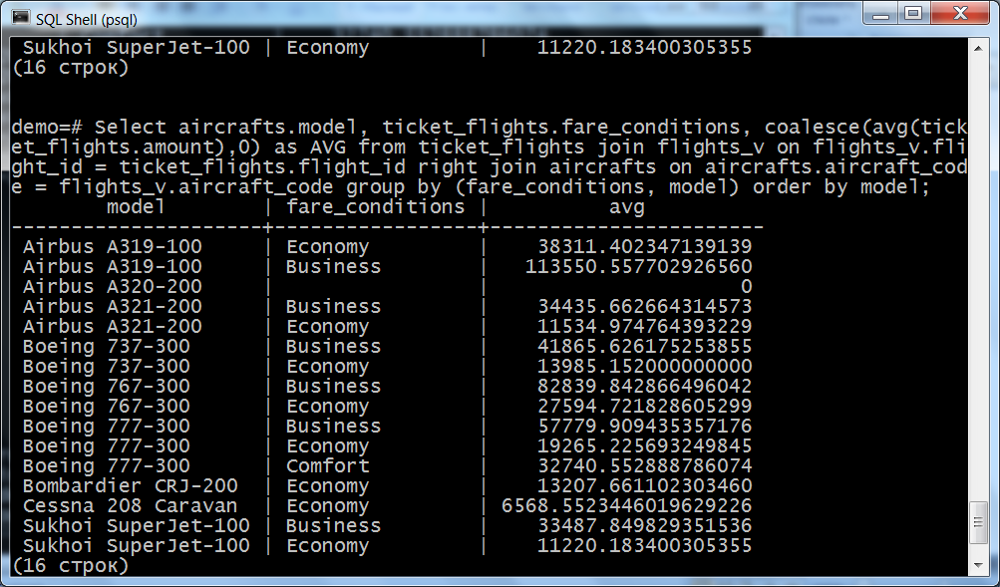 SQL Shell (psql)
Sukhoi SuperJet-100 | Economy | 11220.183400305355
(16 строк)
demo=# Select aircrafts.model, ticket_flights.fare_conditions, coalesce(avg(tick
et_flights.amount),0) as AVG from ticket_flights join flights_v on flights_v.fli
ght_id = ticket_flights.flight_id right join aircrafts on aircrafts.aircraft_cod
e = flights_v.aircraft_code group by (fare_conditions, model) order by model;
model | fare_conditions | avg
---------------------+-----------------+-----------------------
Airbus A319-100 | Economy | 38311.402347139139
Airbus A319-100 | Business | 113550.557702926560
Airbus A320-200 | | 0
Airbus A321-200 | Business | 34435.662664314573
Airbus A321-200 | Economy | 11534.974764393229
Boeing 737-300 | Business | 41865.626175253855
Boeing 737-300 | Economy | 13985.152000000000
Boeing 767-300 | Business | 82839.842866496042
Boeing 767-300 | Economy | 27594.721828605299
Boeing 777-300 | Business | 57779.909435357176
Boeing 777-300 | Economy | 19265.225693249845
Boeing 777-300 | Comfort | 32740.552888786074
Bombardier CRJ-200 | Economy | 13207.661102303460
Cessna 208 Caravan | Economy | 6568.5523446019629226
Sukhoi SuperJet-100 | Business | 33487.849829351536
Sukhoi SuperJet-100 | Economy | 11220.183400305355
(16 строк)